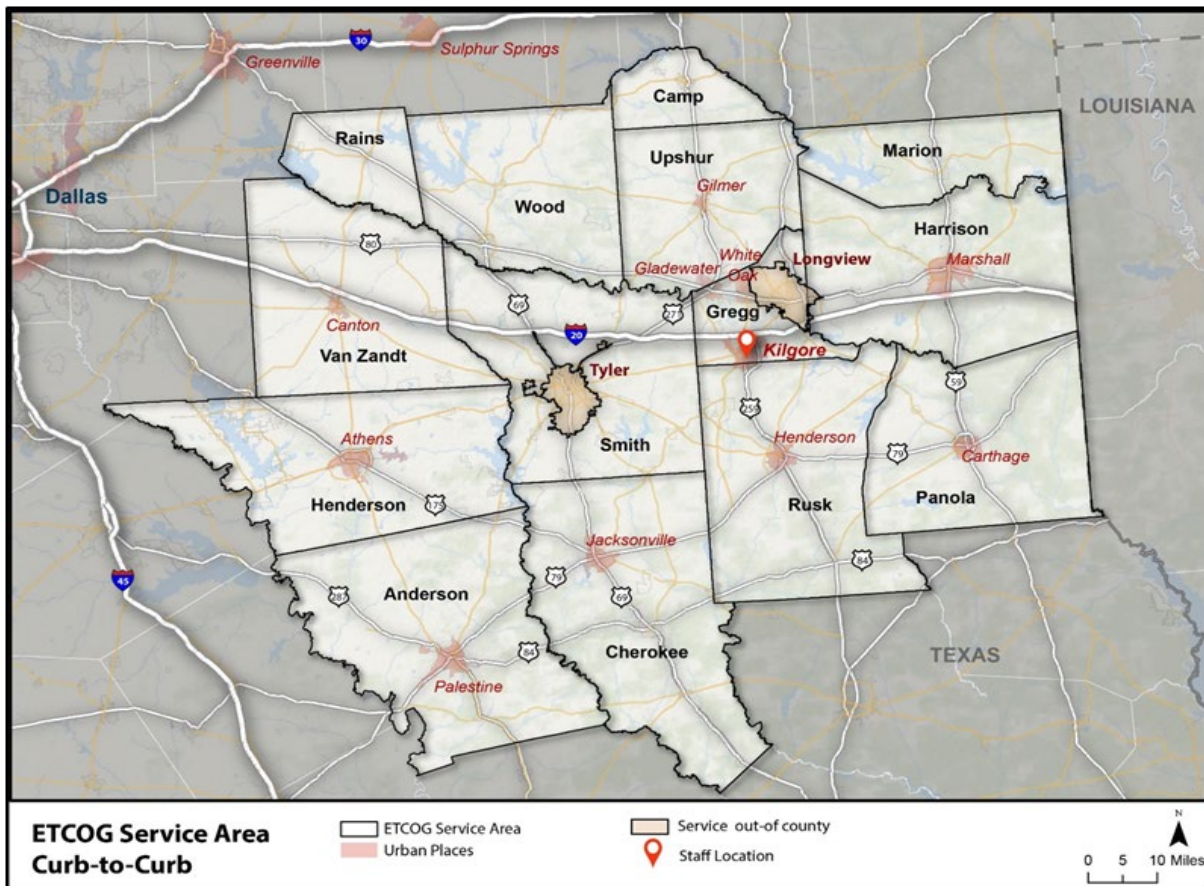 30
Sulphur Springs
Greenville
Camp
LOUISIANA
Rains
Marion
Upshur
Dallas
Gilmer
Wood
Harrison
80
White
Oak
Longview
Marshall
Gladewater
69
271
Gregg
Canton
20
Kilgore
Van Zandt
Tyler
59
259
Athens
Smith
Henderson
79
Carthage
Henderson
175
Rusk
Panola
Jacksonville
84
45
79
Anderson
287
69
Cherokee
84
TEXAS
Palestine
ETCOG Service Area
Curb-to-Curb
ETCOG Service Area
Urban Places
Service out-of county
Staff Location
N
0 5 10 Miles